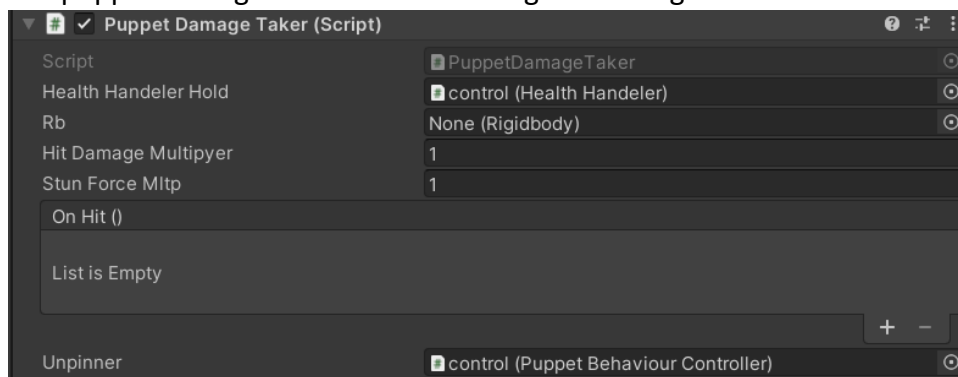 Puppet Damage Taker (Script)
Script PuppetDamageTaker
Health Handeler Hold control (Health Handeler)
Rb None (Rigidbody)
Hit Damage Multipyer 1
Stun Force Mltp 1
On Hit ()
List is Empty
Unpinner control (Puppet Behaviour Controller)